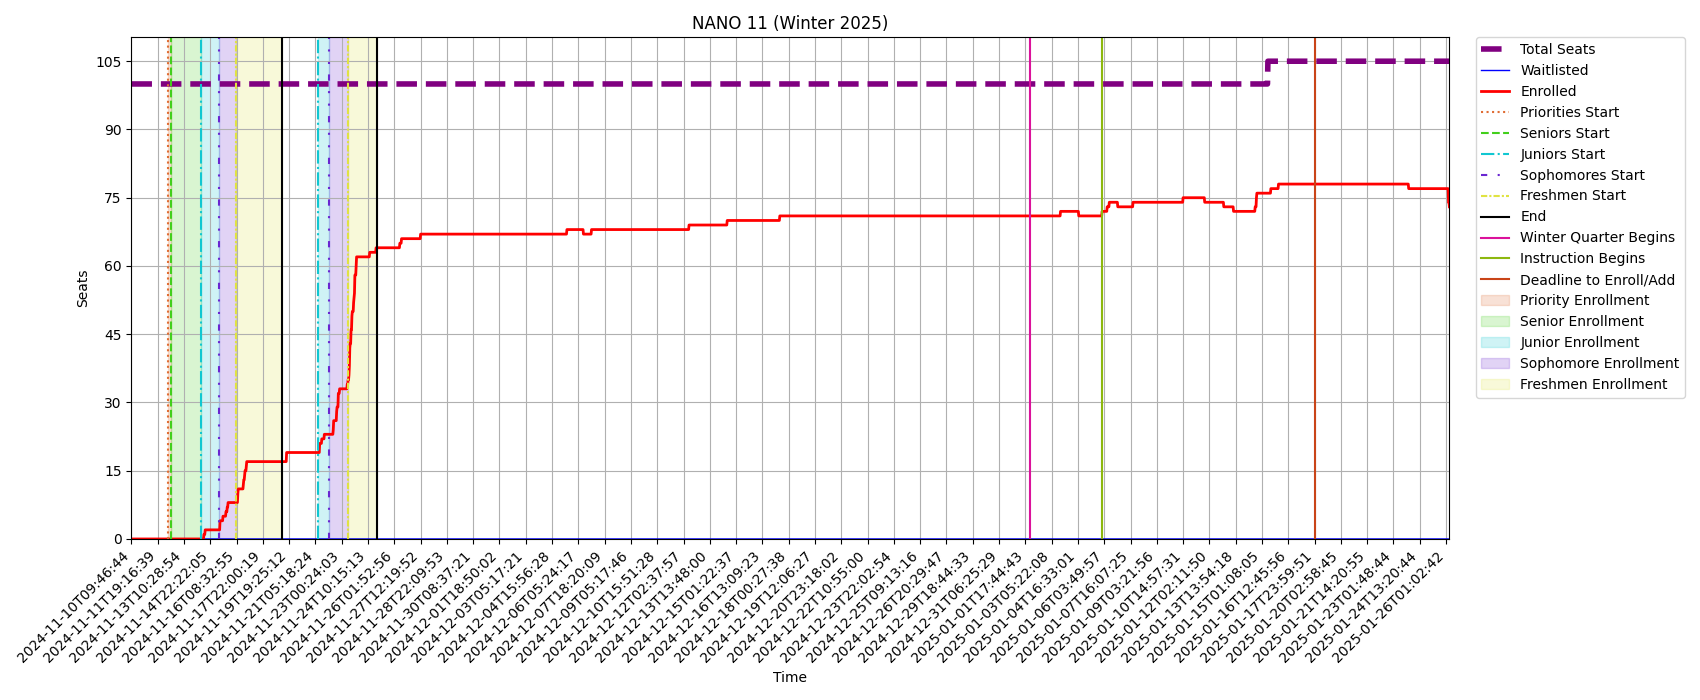 NANO 11 (Winter 2025)
105
90
75
60
45
30
15
0
Seats
2024-11-10T09:46:44
2024-11-11T19:16:39
2024-11-13T10:28:54
2024-11-14T22:22:05
2024-11-16T08:32:55
2024-11-17T22:00:19
2024-11-19T19:25:12
2024-11-21T05:18:24
2024-11-23T00:24:03
2024-11-24T10:15:13
2024-11-26T01:52:56
2024-11-27T12:19:52
2024-11-28T22:09:53
2024-11-30T08:37:21
2024-12-01T18:50:02
2024-12-03T05:17:21
2024-12-04T15:56:28
2024-12-06T05:24:17
2024-12-07T18:20:09
2024-12-09T05:17:46
2024-12-10T15:51:28
2024-12-12T02:37:57
2024-12-13T13:48:00
2024-12-15T01:22:37
2024-12-16T13:09:23
2024-12-18T00:27:38
2024-12-19T12:06:27
2024-12-20T23:18:02
2024-12-22T10:55:00
2024-12-23T22:02:54
2024-12-25T09:13:16
2024-12-26T20:29:47
2024-12-29T18:44:33
2024-12-31T06:25:29
2025-01-01T17:44:43
2025-01-03T05:22:08
2025-01-04T16:33:01
2025-01-06T03:49:57
2025-01-07T16:07:25
2025-01-09T03:21:56
2025-01-10T14:57:31
2025-01-12T02:11:50
2025-01-13T13:54:18
2025-01-15T01:08:05
2025-01-16T12:45:56
2025-01-17T23:59:51
2025-01-20T02:58:45
2025-01-21T14:20:55
2025-01-23T01:48:44
2025-01-24T13:20:44
2025-01-26T01:02:42
Time
Total Seats
Waitlisted
Enrolled
Priorities Start
Seniors Start
Juniors Start
Sophomores Start
Freshmen Start
End
Winter Quarter Begins
Instruction Begins
Deadline to Enroll/Add
Priority Enrollment
Senior Enrollment
Junior Enrollment
Sophomore Enrollment
Freshmen Enrollment